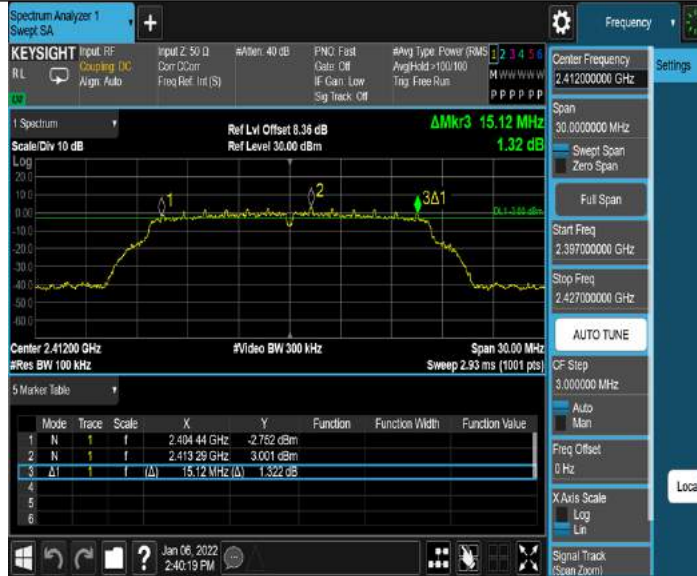 Spectrum Analyzer 1
Swept SA
+
Frequency
KEYSIGHT
RL
Input: RF
Coupling: DC
Align: Auto
Input Z: 50 Ω
Corr CCorr
Freq Ref: Int (S)
#Atten: 40 dB
PNO: Fast
Gate: Off
IF Gain: Low
Sig Track: Off
#Avg Type: Power (RMS
Avg|Hold:>100/100
Trig: Free Run
1 2 3 4 5 6
M W W W W W
P P P P P P
1 Spectrum
Scale/Div 10 dB
Ref Lvl Offset 8.36 dB
Ref Level 30.00 dBm
ΔMkr3 15.12 MHz
1.32 dB
Log
20.0
10.0
0.00
-10.0
-20.0
-30.0
-40.0
-50.0
-60.0
1
2
3Δ1
DL1 -3.00 dBm
Center 2.41200 GHz
#Res BW 100 kHz
#Video BW 300 kHz
Span 30.00 MHz
Sweep 2.93 ms (1001 pts)
5 Marker Table
Mode Trace Scale X Y Function Function Width Function Value
1 N 1 f 2.404 44 GHz -2.752 dBm
2 N 1 f 2.413 29 GHz 3.001 dBm
3 Δ1 1 f (Δ) 15.12 MHz (Δ) 1.322 dB
4
5
6
?
Jan 06, 2022
2:40:19 PM
Center Frequency
2.412000000 GHz
Settings
Span
30.0000000 MHz
Swept Span
Zero Span
Full Span
Start Freq
2.397000000 GHz
Stop Freq
2.427000000 GHz
AUTO TUNE
CF Step
3.000000 MHz
Auto
Man
Freq Offset
0 Hz
X Axis Scale
Log
Lin
Signal Track
(Span Zoom)
Loca